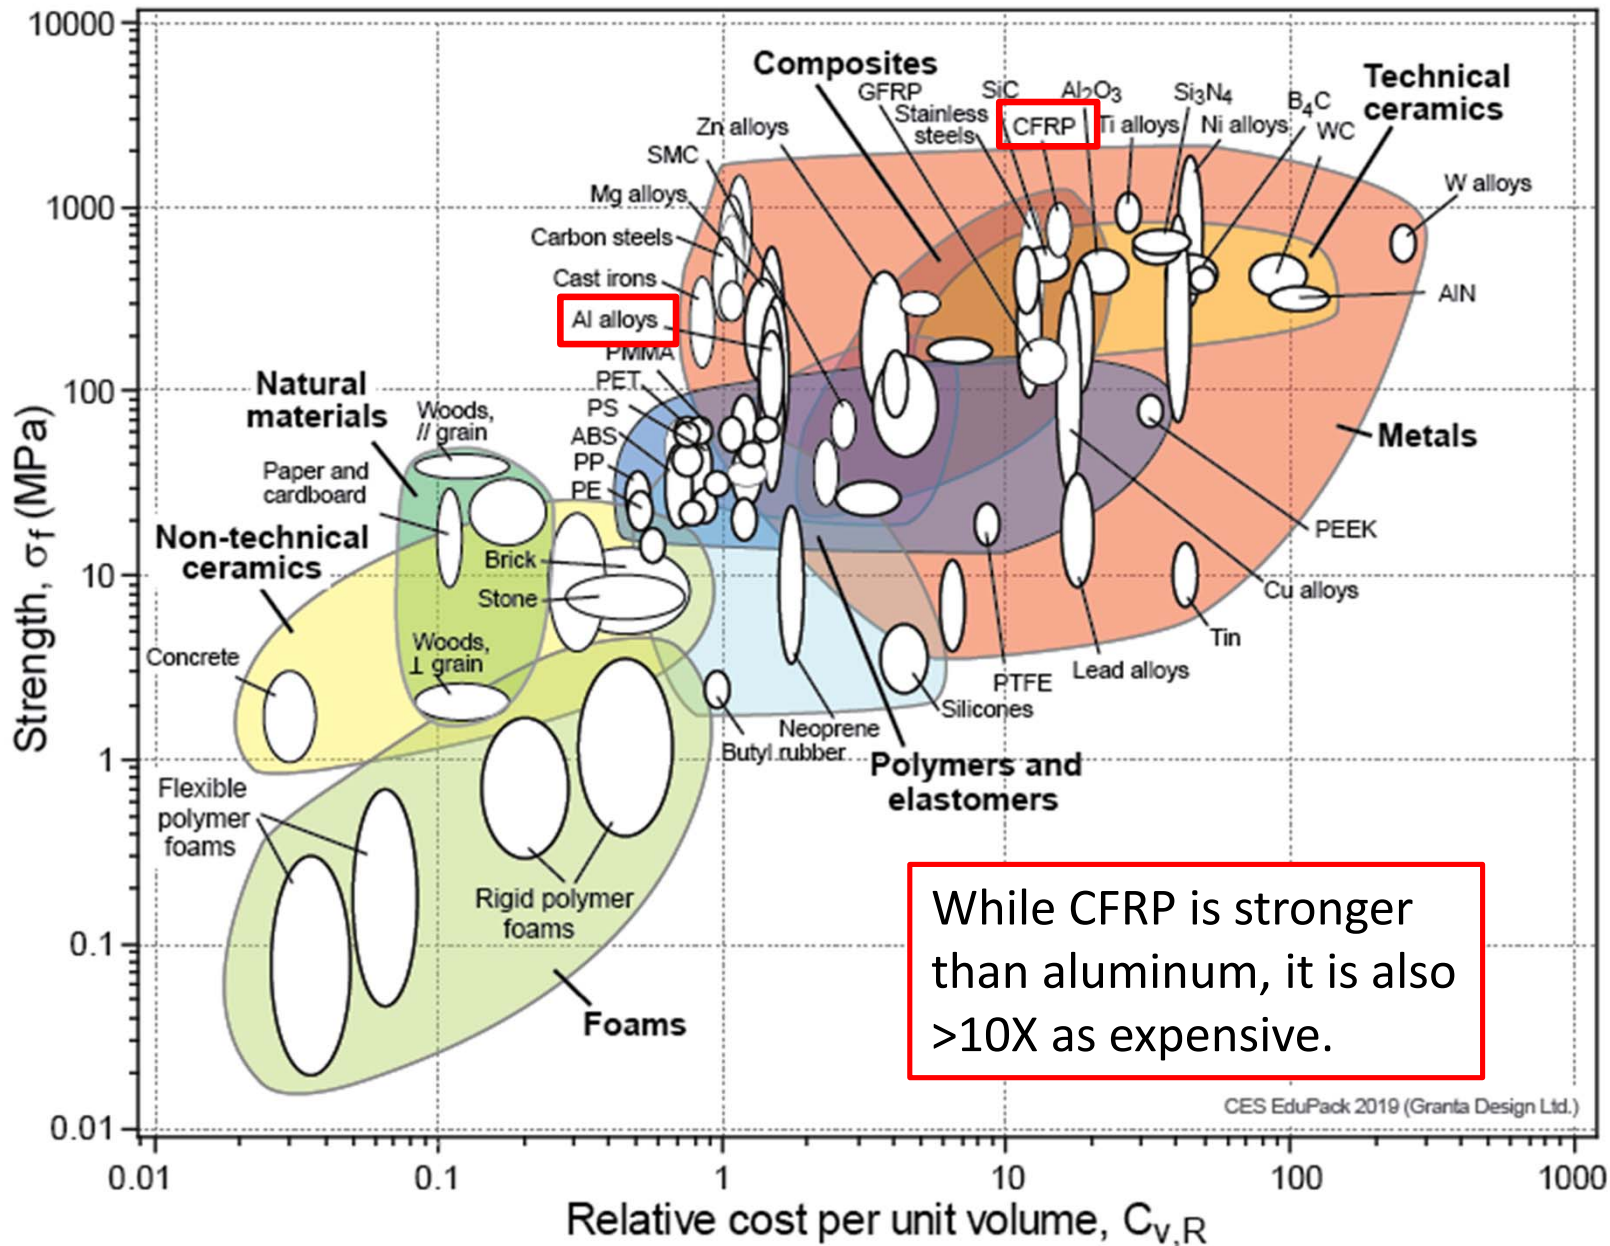 10000
1000
100
10
1
0.1
0.01
Strength, σf (MPa)
0.01
0.1
1
10
100
1000
Relative cost per unit volume, Cv,R
Composites
GFRP
SiC
Al2O3
Si3N4
B4C
Technical
ceramics
Stainless
steels
CFRP
Ti alloys
Ni alloys
WC
Zn alloys
SMC
W alloys
Mg alloys
Carbon steels
Cast irons
AlN
Al alloys
PMMA
PET
PS
ABS
PP
PE
Natural
materials
Woods,
// grain
Metals
Paper and
cardboard
Non-technical
ceramics
PEEK
Brick
Stone
Cu alloys
Tin
Woods,
⊥ grain
Concrete
Lead alloys
PTFE
Silicones
Neoprene
Butyl rubber
Polymers and
elastomers
Flexible
polymer
foams
Rigid polymer
foams
Foams
While CFRP is stronger
than aluminum, it is also
>10X as expensive.
CES EduPack 2019 (Granta Design Ltd.)